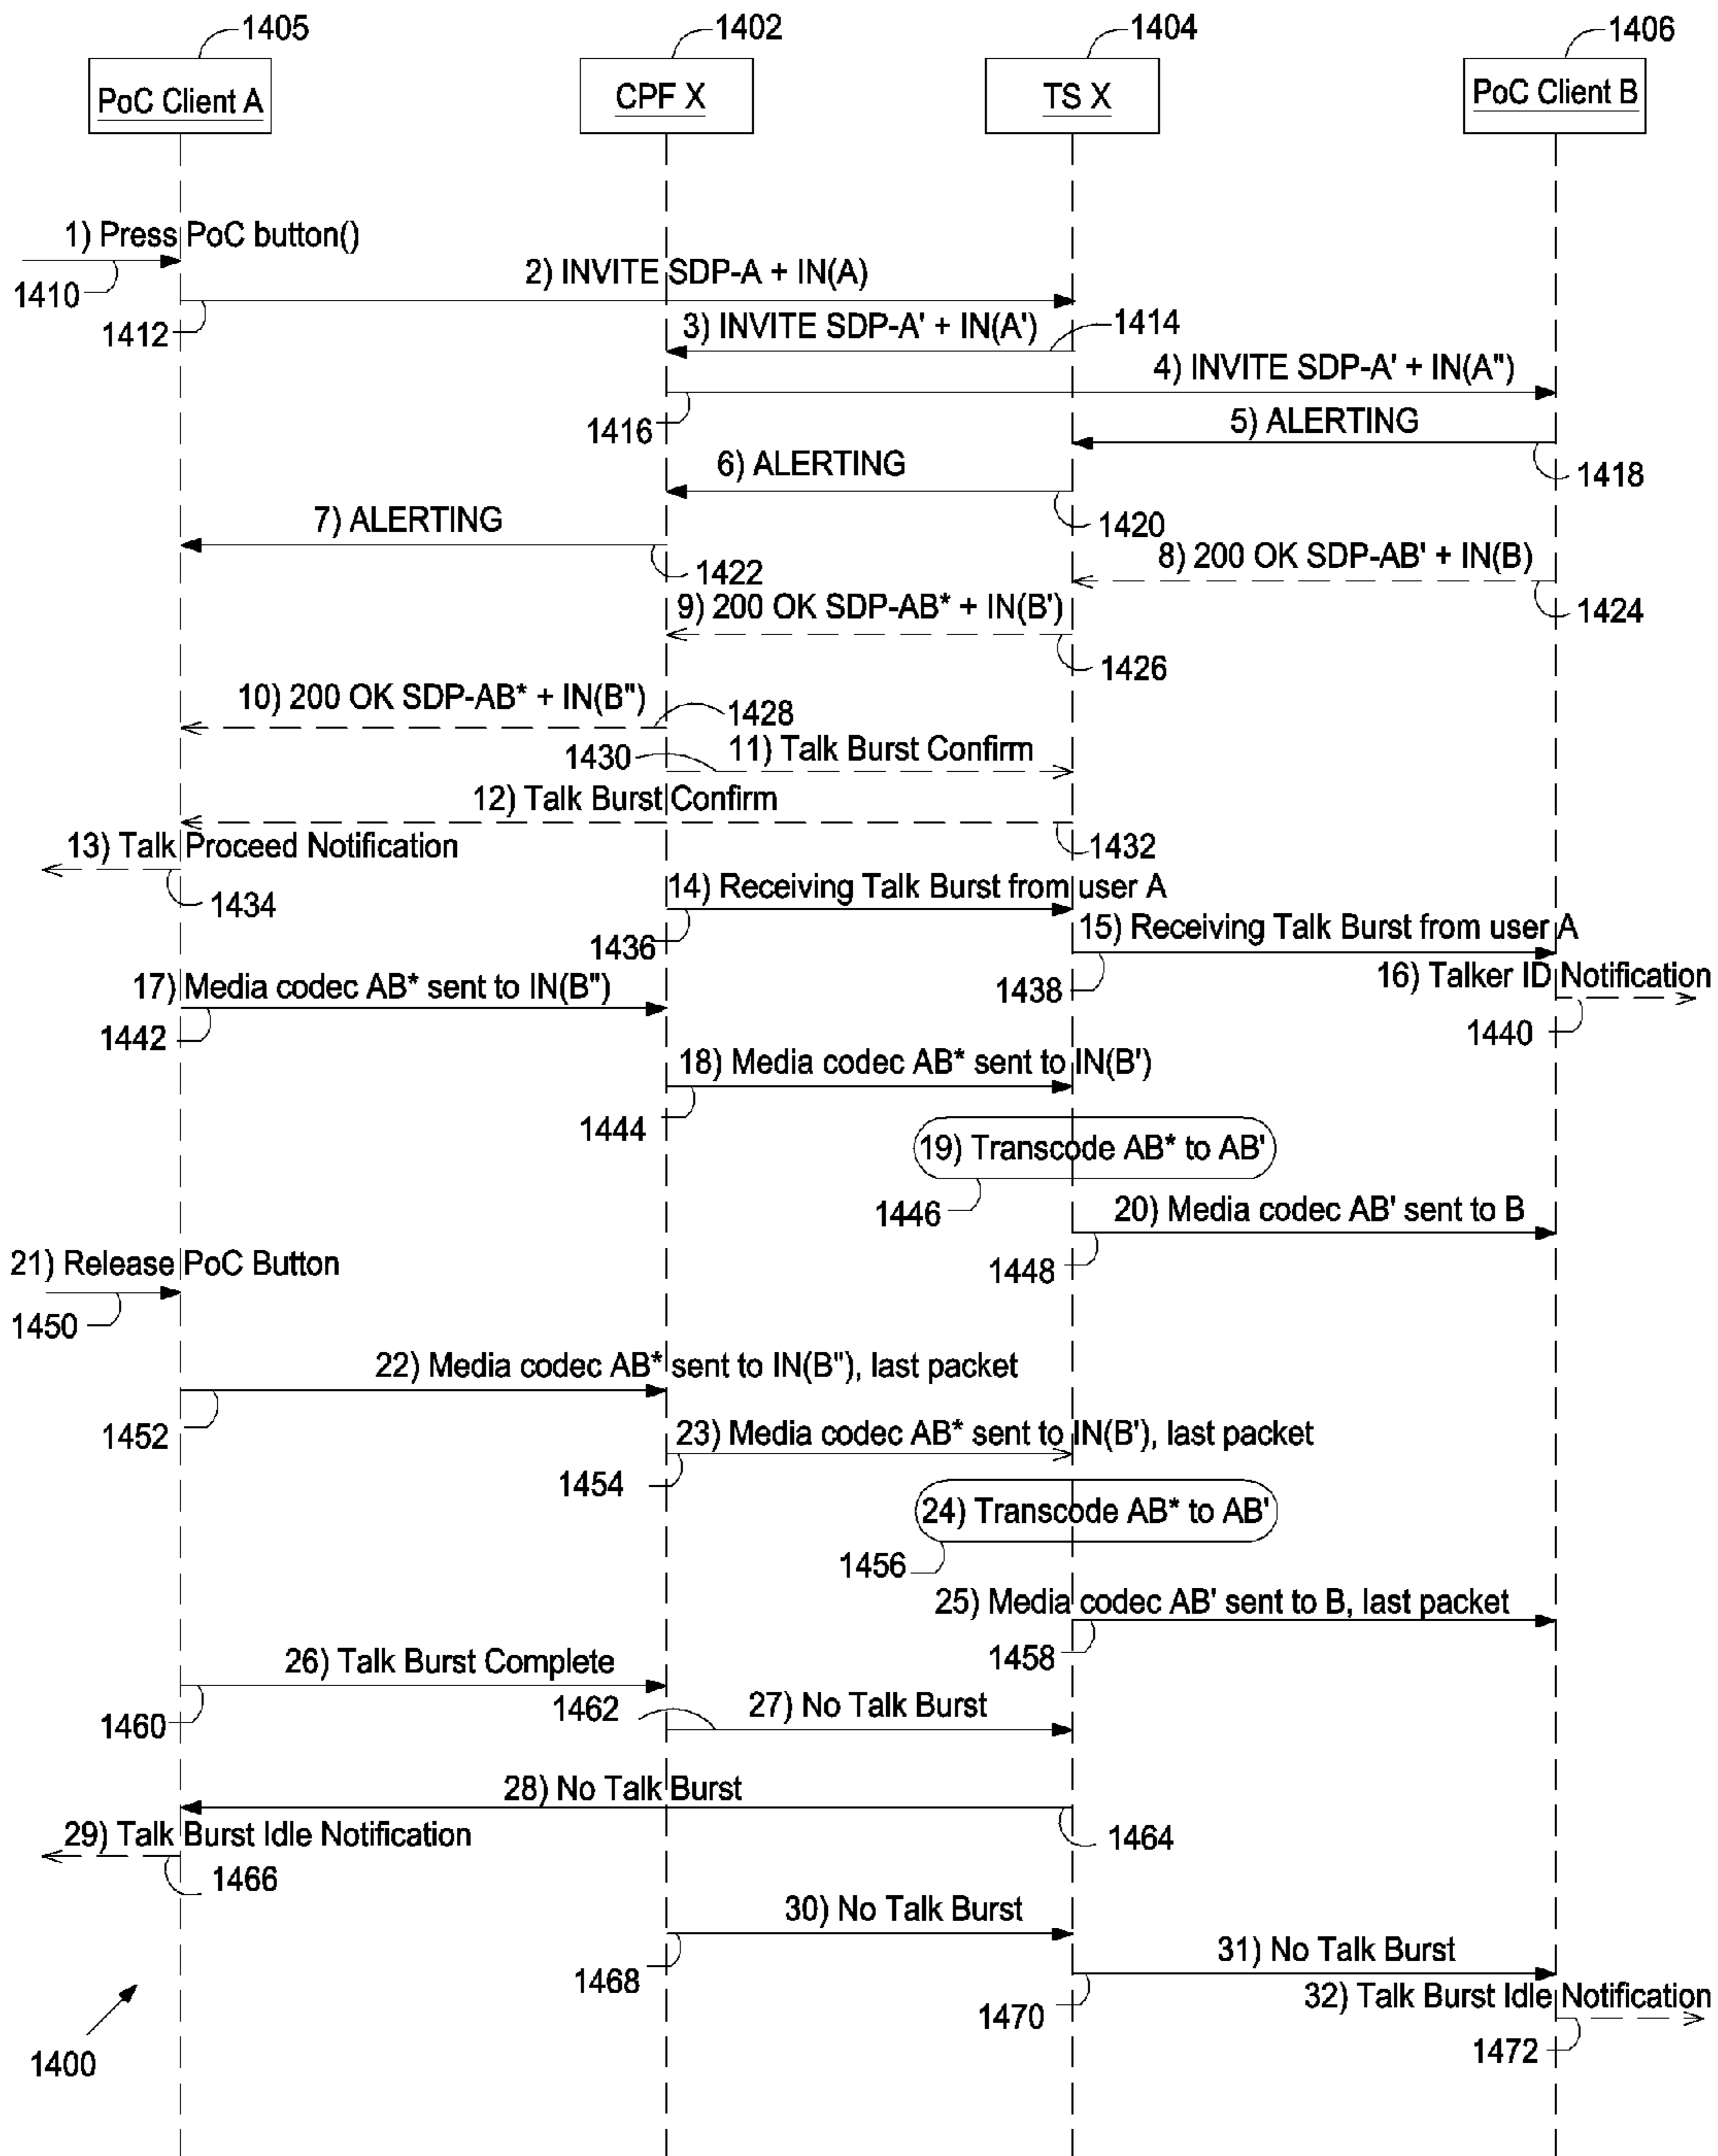 1405
1402
1404
1406
PoC Client A
CPF X
TS X
PoC Client B
1) Press PoC button()
1410
2) INVITE SDP-A + IN(A)
1412
3) INVITE SDP-A' + IN(A')
1414
4) INVITE SDP-A' + IN(A")
1416
5) ALERTING
1418
6) ALERTING
1420
7) ALERTING
1422
8) 200 OK SDP-AB' + IN(B)
1424
9) 200 OK SDP-AB* + IN(B')
1426
10) 200 OK SDP-AB* + IN(B")
1428
1430
11) Talk Burst Confirm
12) Talk Burst Confirm
1432
13) Talk Proceed Notification
1434
14) Receiving Talk Burst from user A
1436
15) Receiving Talk Burst from user A
1438
16) Talker ID Notification
1440
17) Media codec AB* sent to IN(B")
1442
18) Media codec AB* sent to IN(B')
1444
19) Transcode AB* to AB'
1446
20) Media codec AB' sent to B
1448
21) Release PoC Button
1450
22) Media codec AB* sent to IN(B"), last packet
1452
23) Media codec AB* sent to IN(B'), last packet
1454
24) Transcode AB* to AB'
1456
25) Media codec AB' sent to B, last packet
1458
26) Talk Burst Complete
1460
1462
27) No Talk Burst
28) No Talk Burst
1464
29) Talk Burst Idle Notification
1466
30) No Talk Burst
1468
31) No Talk Burst
1470
32) Talk Burst Idle Notification
1472
1400